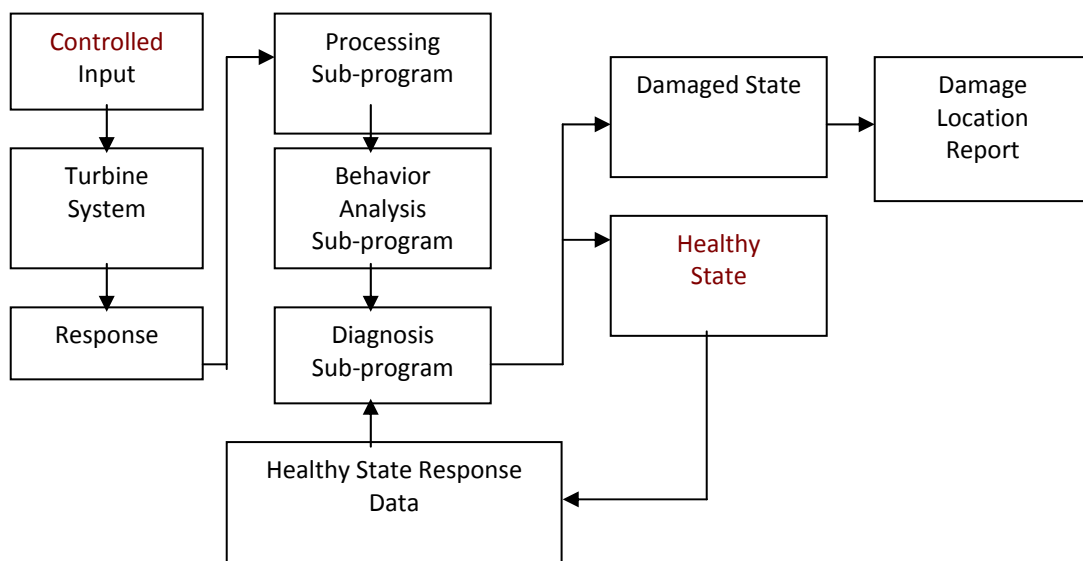 Controlled
Input
Turbine
System
Response
Processing
Sub-program
Behavior
Analysis
Sub-program
Diagnosis
Sub-program
Healthy State Response
Data
Damaged State
Healthy
State
Damage
Location
Report